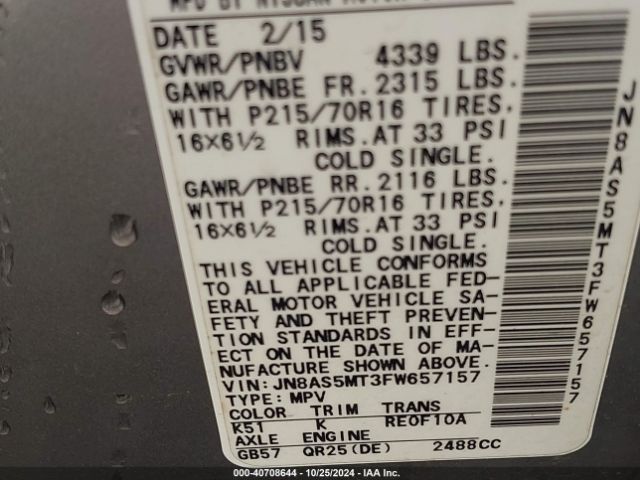 MFD BY NISSAN MOTOR
DATE 2/15
GVWR/PNBV 4339 LBS.
GAWR/PNBE FR. 2315 LBS.
WITH P215/70R16 TIRES.
16X6½ RIMS. AT 33 PSI
COLD SINGLE.
GAWR/PNBE RR. 2116 LBS.
WITH P215/70R16 TIRES,
16X6½ RIMS. AT 33 PSI
COLD SINGLE.
THIS VEHICLE CONFORMS
TO ALL APPLICABLE FED-
ERAL MOTOR VEHICLE SA-
FETY AND THEFT PREVEN-
TION STANDARDS IN EFF-
ECT ON THE DATE OF MA-
NUFACTURE SHOWN ABOVE.
VIN: JN8AS5MT3FW657157
TYPE: MPV
COLOR TRIM TRANS
K51 K RE0F10A
AXLE ENGINE
GB57 QR25(DE) 2488CC
JN8AS5MT3FW657157
000-40708644 / 10/25/2024 - IAA Inc.